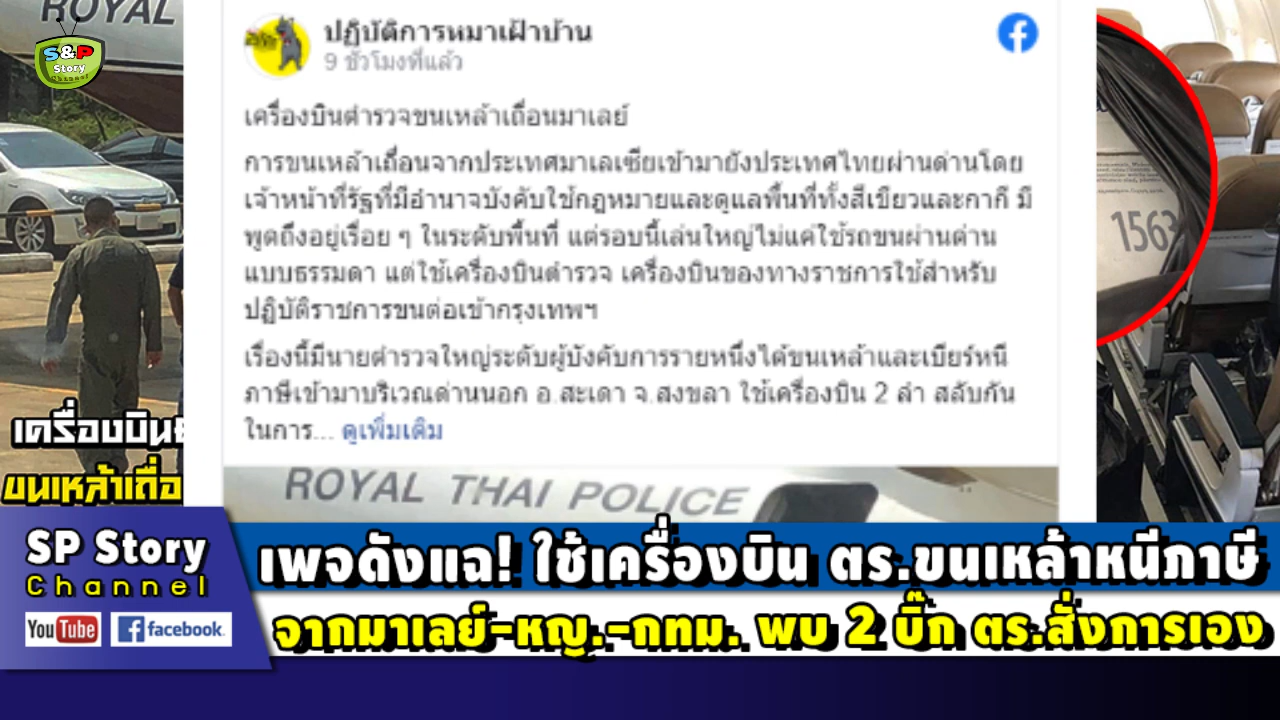 ROYAL
S&P
Story
Channel
ปฏิบัติการหมาเฝ้าบ้าน
9 ชั่วโมงที่แล้ว
เครื่องบินตำรวจขนเหล้าเถื่อนมาเลย์
การขนเหล้าเถื่อนจากประเทศมาเลเซียเข้ามายังประเทศไทยผ่านด่านโดย
เจ้าหน้าที่รัฐที่มีอำนาจบังคับใช้กฎหมายและดูแลพื้นที่ทั้งสีเขียวและกากี มี
พูดถึงอยู่เรื่อย ๆ ในระดับพื้นที่ แต่รอบนี้เล่นใหญ่ไม่แค่ใช้รถขนผ่านด่าน
แบบธรรมดา แต่ใช้เครื่องบินตำรวจ เครื่องบินของทางราชการใช้สำหรับ
ปฏิบัติราชการขนต่อเข้ากรุงเทพฯ
เรื่องนี้มีนายตำรวจใหญ่ระดับผู้บังคับการรายหนึ่งได้ขนเหล้าและเบียร์หนี
ภาษีเข้ามาบริเวณด่านนอก อ.สะเดา จ.สงขลา ใช้เครื่องบิน 2 ลำ สลับกัน
ในการ... ดูเพิ่มเติม
1563
ROYAL THAI POLICE
เครื่องบิน
ขนเหล้าเถื่อ
SP Story
Channel
YouTube facebook
เพจดังแฉ! ใช้เครื่องบิน ตร.ขนเหล้าหนีภาษี
จากมาเลย์-หญ.-กทม. พบ 2 บิ๊ก ตร.สั่งการเอง